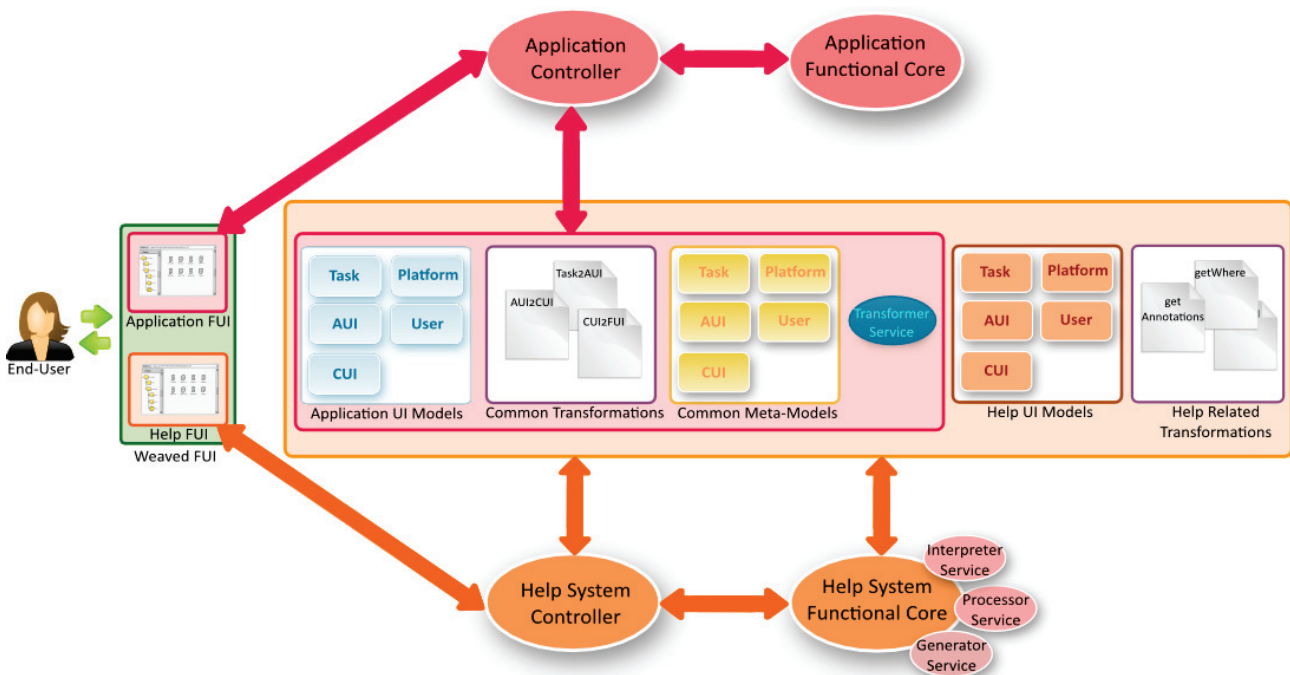 Application
Controller
Application
Functional Core
End-User
Application FUI
Help FUI
Weaved FUI
Task
Platform
AUI
User
CUI
Application UI Models
Task2AUI
AUI2CUI
CUI2FUI
Common Transformations
Task
Platform
AUI
User
CUI
Common Meta-Models
Transformer
Service
Task
Platform
AUI
User
CUI
Help UI Models
getWhere
get
Annotations
Help Related
Transformations
Help System
Controller
Help System
Functional Core
Interpreter
Service
Processor
Service
Generator
Service